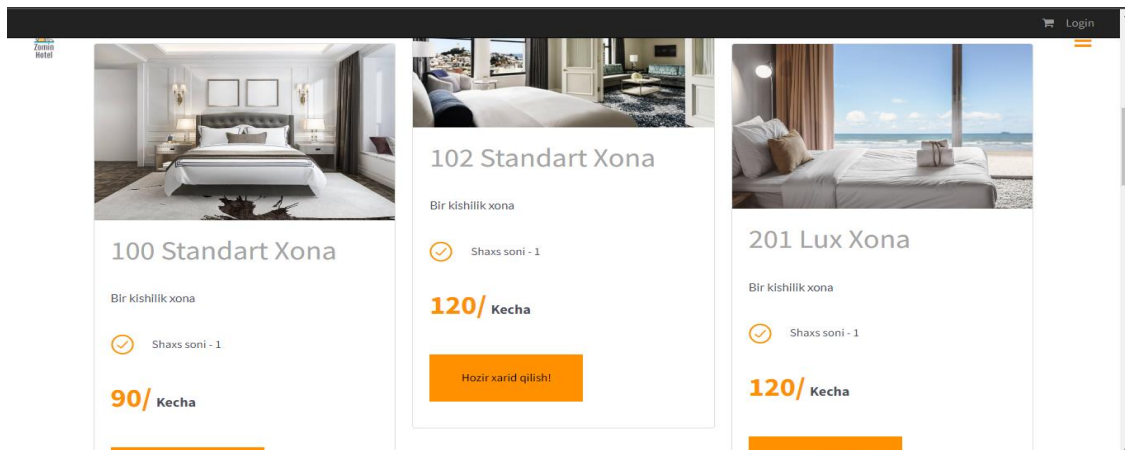 Login
Zomin
Hotel
100 Standart Xona
Bir kishilik xona
Shaxs soni - 1
90/ Kecha
102 Standart Xona
Bir kishilik xona
Shaxs soni - 1
120/ Kecha
Hozir xarid qilish!
201 Lux Xona
Bir kishilik xona
Shaxs soni - 1
120/ Kecha